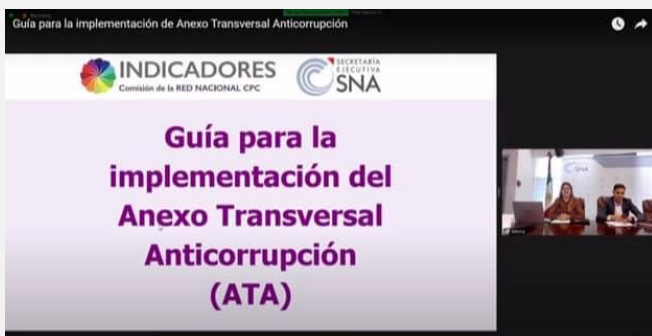 Guía para la implementación de Anexo Transversal Anticorrupción
INDICADORES
Comisión de la RED NACIONAL CPC
SECRETARÍA
EJECUTIVA
SNA
Guía para la
implementación del
Anexo Transversal
Anticorrupción
(ATA)
SNA